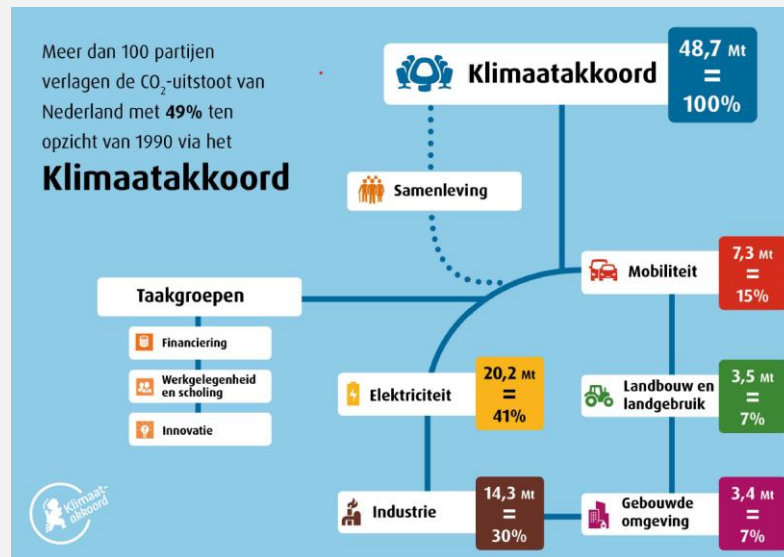 Meer dan 100 partijen
verlagen de CO₂-uitstoot van
Nederland met 49% ten
opzicht van 1990 via het
Klimaatakkoord
Klimaatakkoord
48,7 Mt
=
100%
Samenleving
Mobiliteit
7,3 Mt
=
15%
Taakgroepen
Financiering
Werkgelegenheid
en scholing
Innovatie
Elektriciteit
20,2 Mt
=
41%
Landbouw en
landgebruik
3,5 Mt
=
7%
Industrie
14,3 Mt
=
30%
Gebouwde
omgeving
3,4 Mt
=
7%
Klimaat-
akkoord